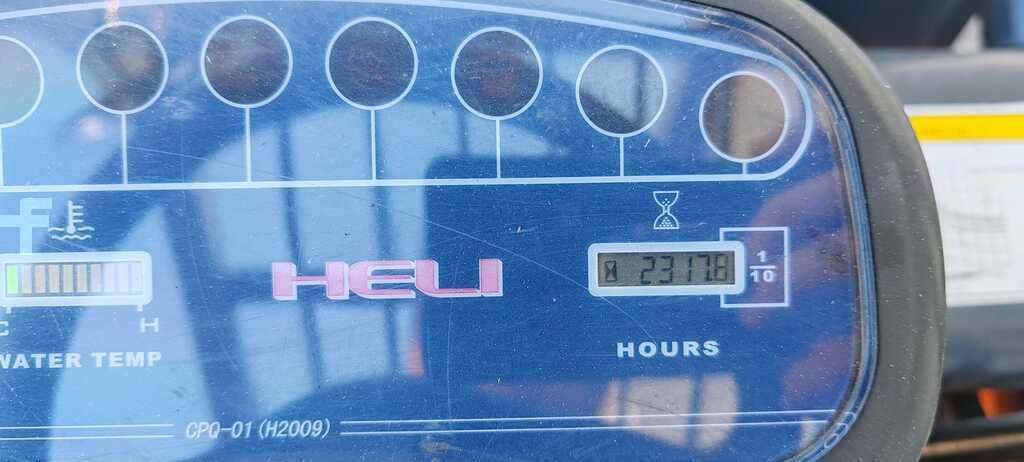 C H
WATER TEMP
HELI
23178
1/10
HOURS
CPQ-01(H2009)